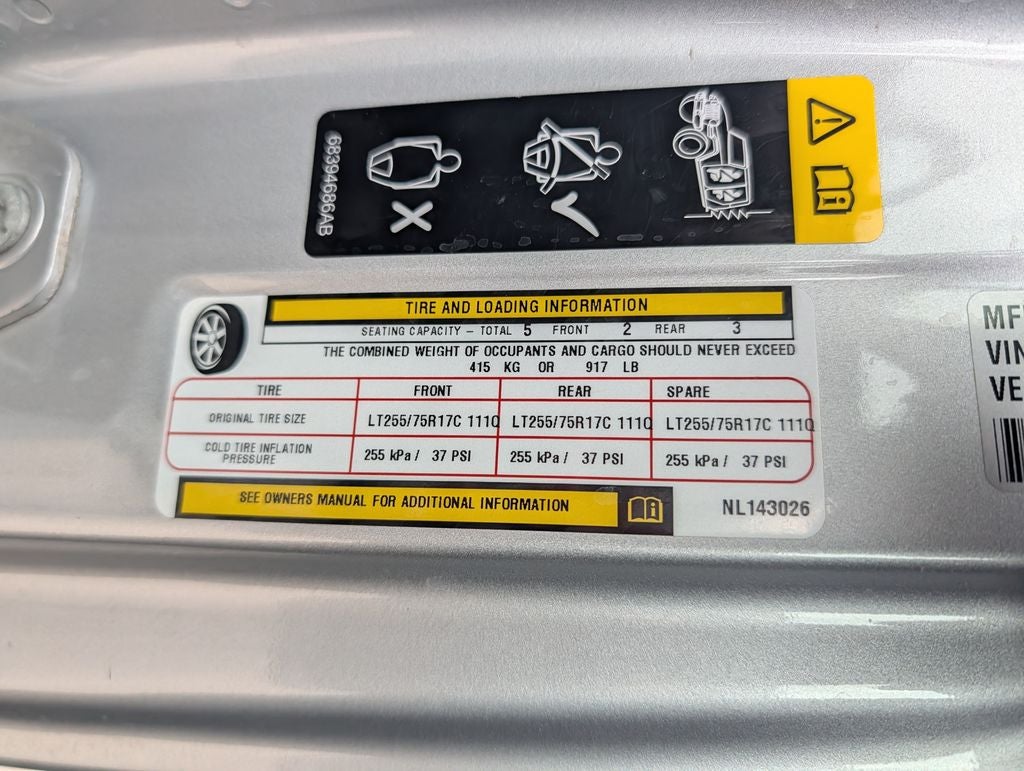 68394686AB
X
TIRE AND LOADING INFORMATION
SEATING CAPACITY – TOTAL 5 FRONT 2 REAR 3
THE COMBINED WEIGHT OF OCCUPANTS AND CARGO SHOULD NEVER EXCEED
415 KG OR 917 LB
TIRE FRONT REAR SPARE
ORIGINAL TIRE SIZE LT255/75R17C 111Q LT255/75R17C 111Q LT255/75R17C 111Q
COLD TIRE INFLATION
PRESSURE 255 kPa / 37 PSI 255 kPa / 37 PSI 255 kPa / 37 PSI
SEE OWNERS MANUAL FOR ADDITIONAL INFORMATION
NL143026
VIN